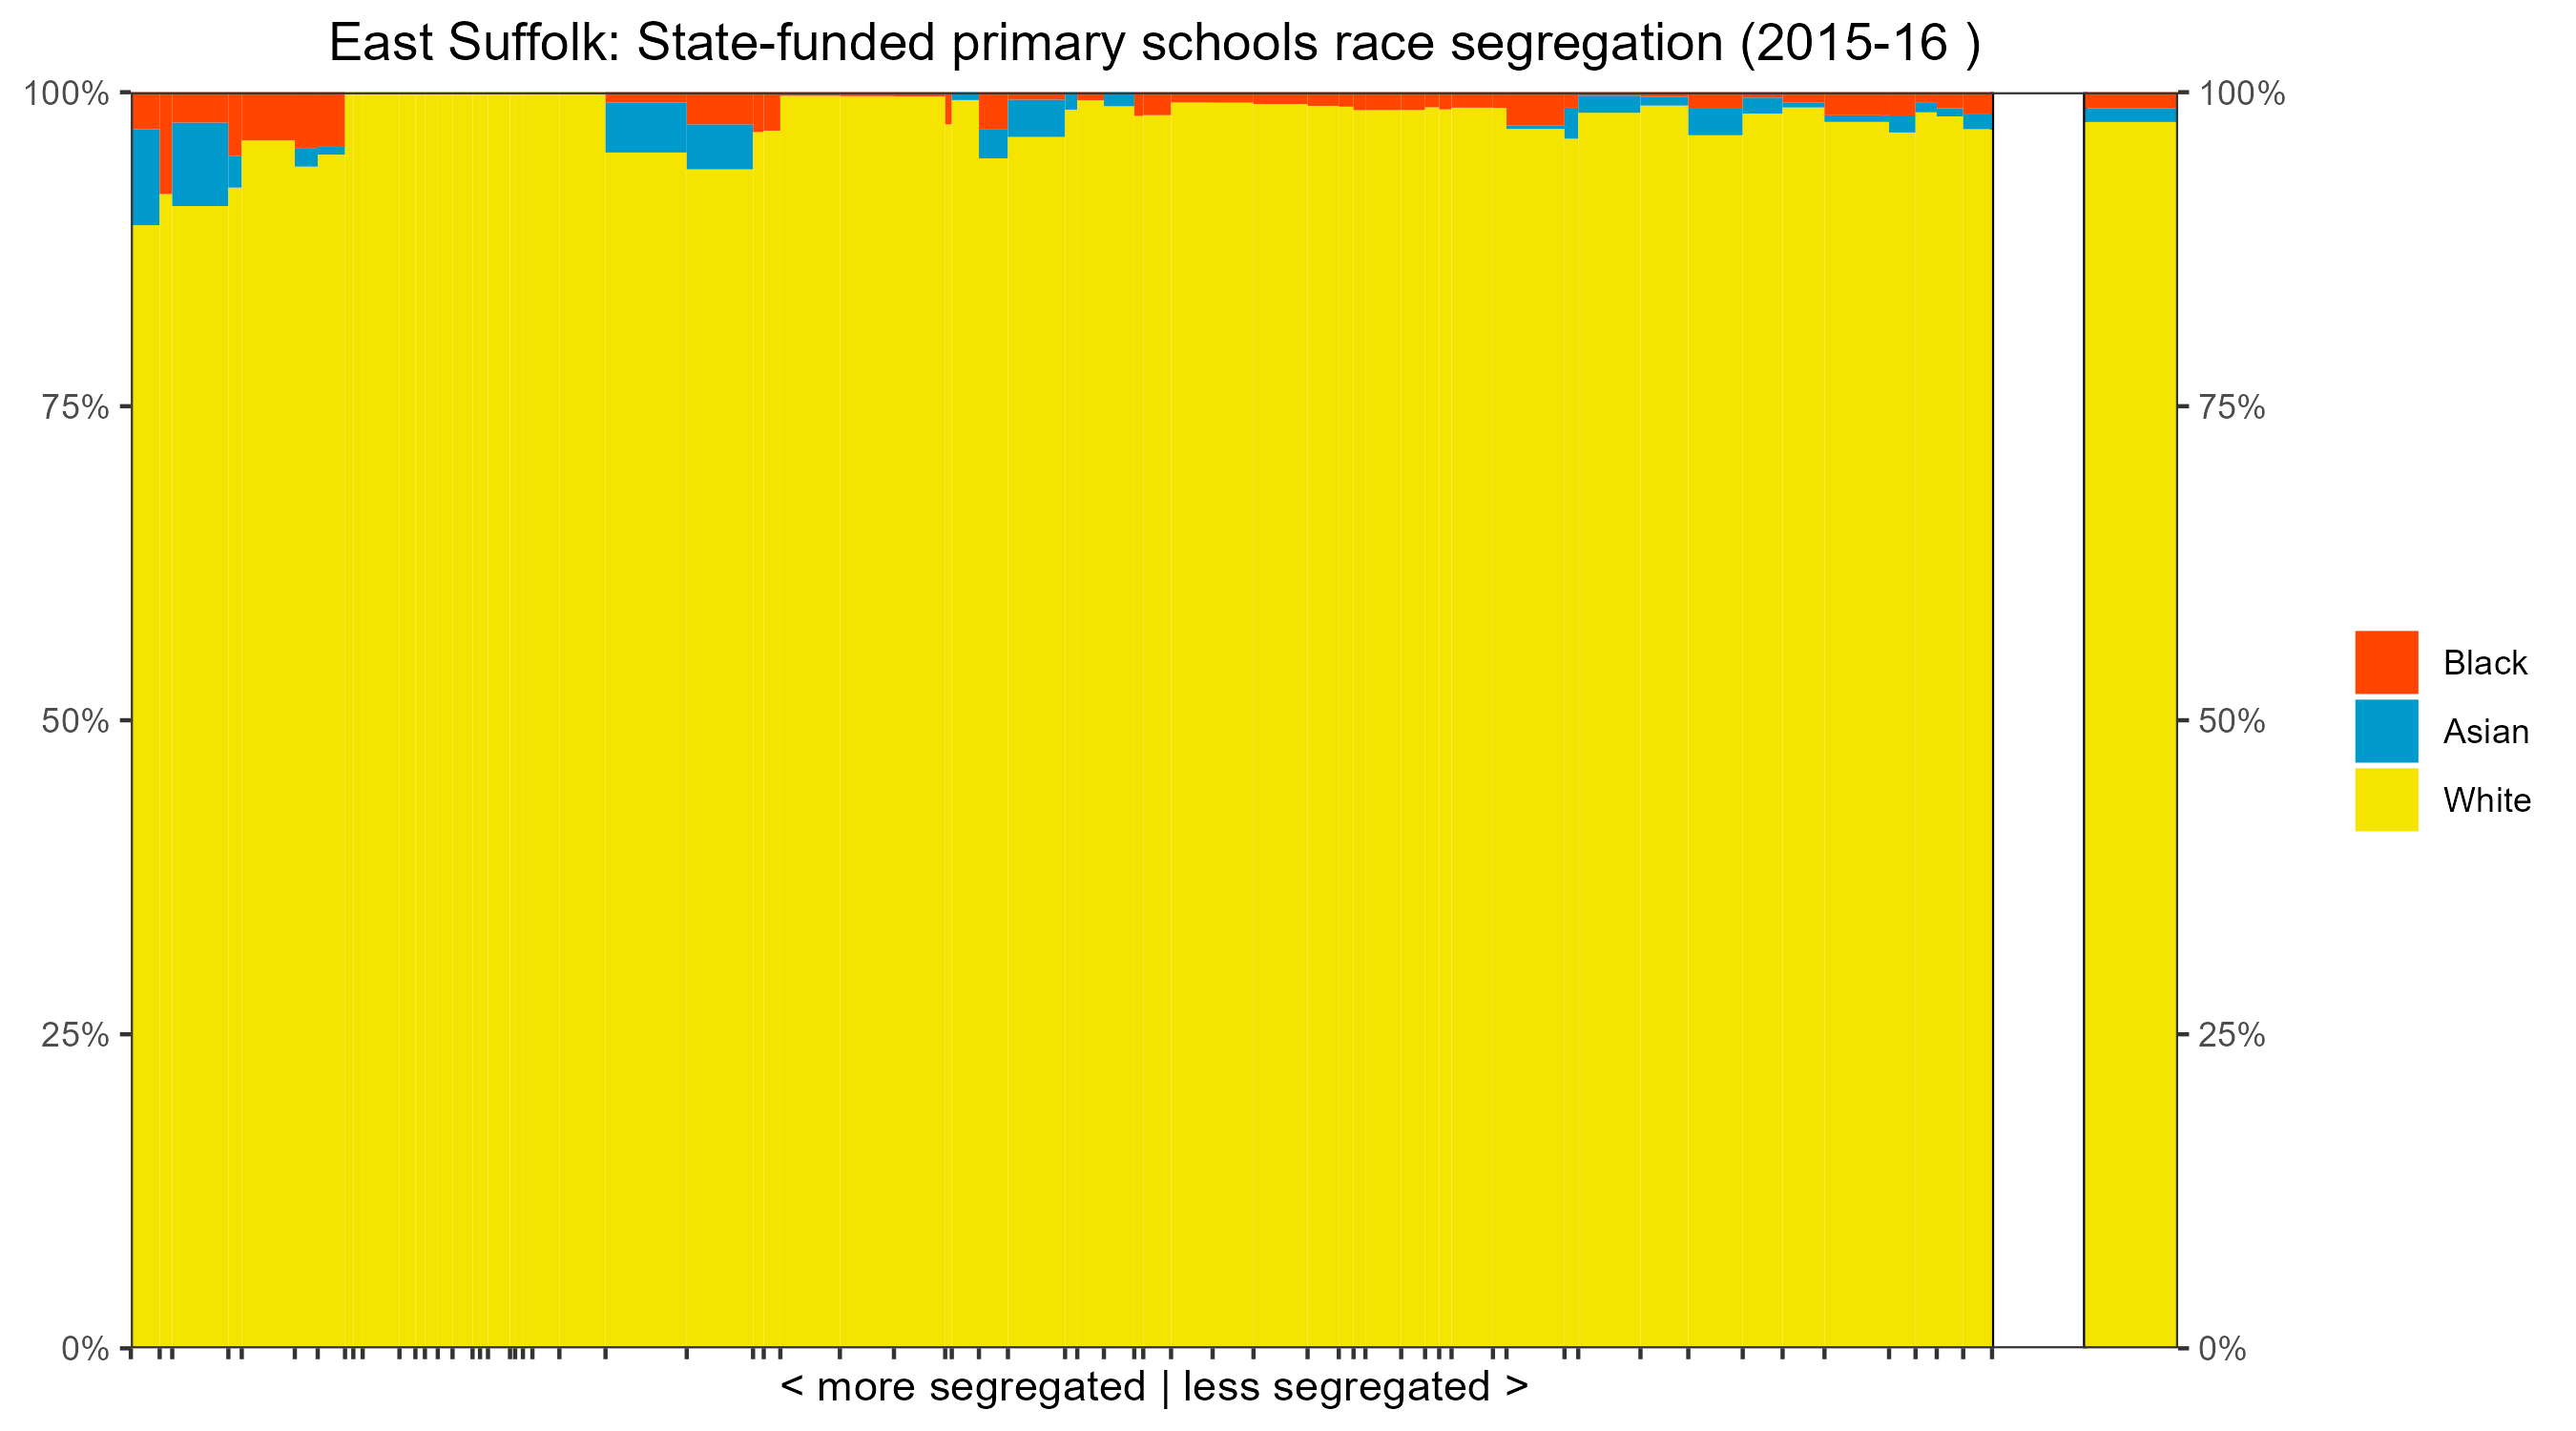 East Suffolk: State-funded primary schools race segregation (2015-16 )
100%
75%
50%
25%
0%
100%
75%
50%
25%
0%
Black
Asian
White
< more segregated | less segregated >